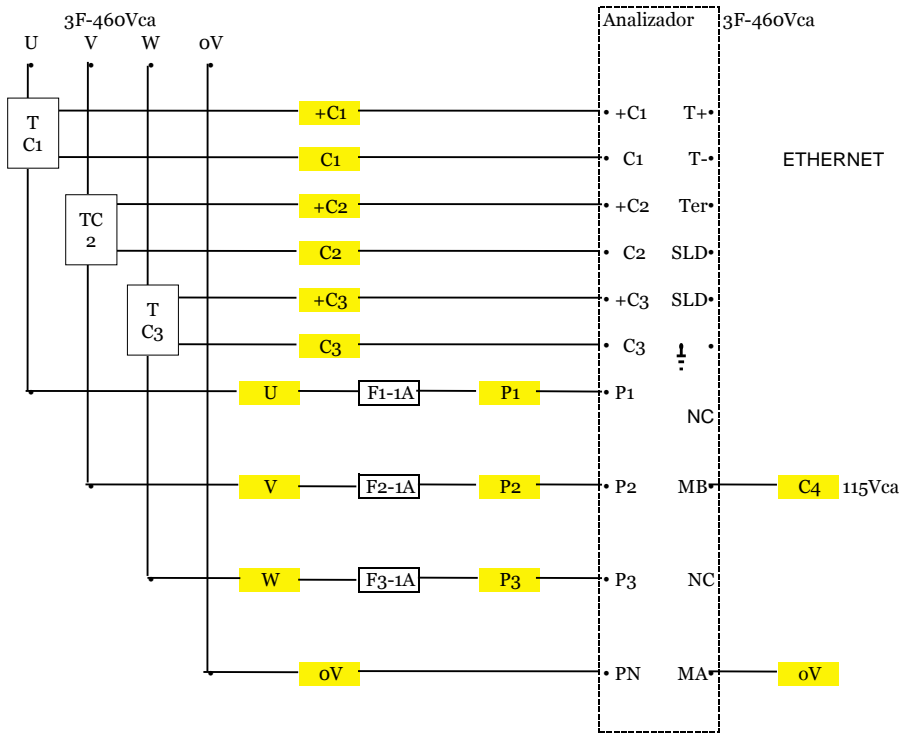 3F-460Vca Analizador 3F-460Vca
U V W 0V
T
C1
+C1 +C1 T+
C1 C1 T- ETHERNET
TC
2
+C2 +C2 Ter
C2 C2 SLD
T
C3
+C3 +C3 SLD
C3 C3
U F1-1A P1 P1
NC
V F2-1A P2 P2 MB C4 115Vca
W F3-1A P3 P3 NC
0V PN MA 0V